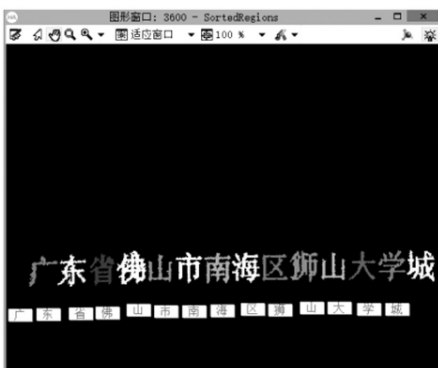 图形窗口: 3600 - SortedRegions
适应窗口 100 %
广东省佛山市南海区狮山大学城
广 东 省 佛 山 市 南 海 区 狮 山 大 学 城